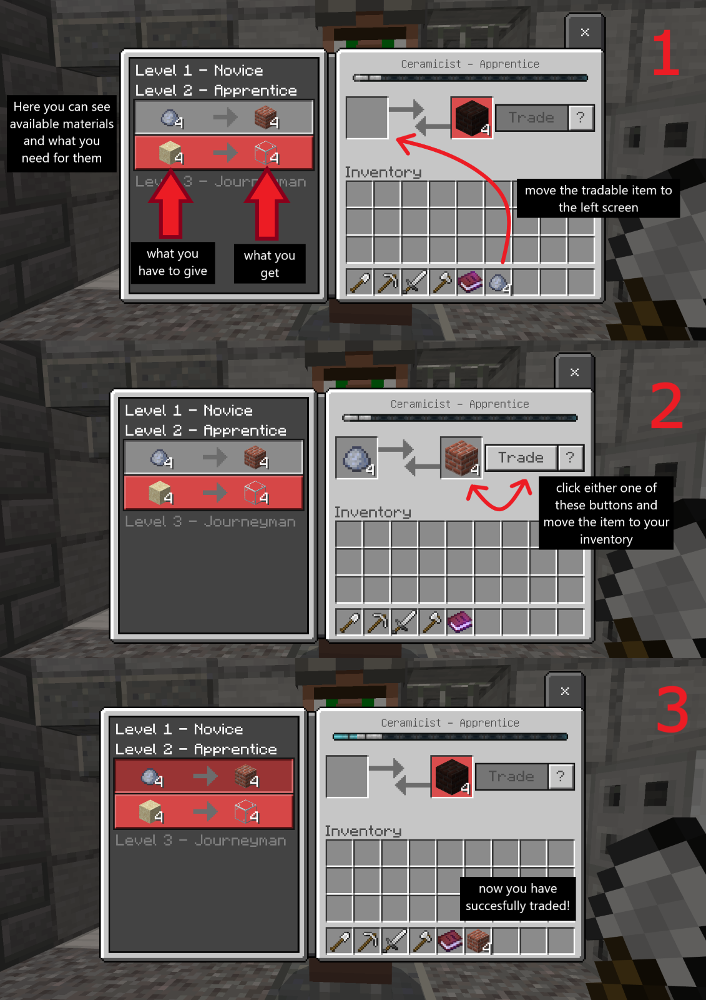 1
x
Ceramicist - Apprentice
Level 1 - Novice
Level 2 - Apprentice
Here you can see
available materials
and what you
need for them
4
4
4
Trade
?
4
4
Inventory
Level 3 - Journeyman
move the tradable item to
the left screen
what you
have to give
what you
get
4
2
x
Ceramicist - Apprentice
Level 1 - Novice
Level 2 - Apprentice
4
4
4
4
Trade
?
4
4
click either one of
these buttons and
move the item to your
inventory
Inventory
Level 3 - Journeyman
3
x
Ceramicist - Apprentice
Level 1 - Novice
Level 2 - Apprentice
4
4
4
Trade
?
4
4
Inventory
Level 3 - Journeyman
now you have
succesfully traded!
4